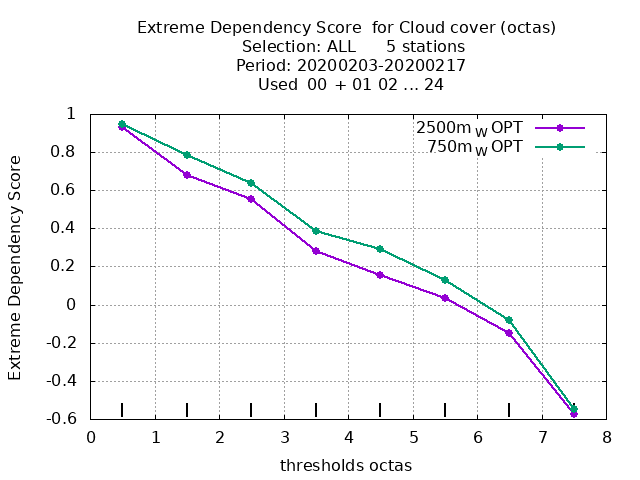 Extreme Dependency Score  for Cloud cover (octas)
Selection: ALL      5 stations
Period: 20200203-20200217
Used  00  + 01 02 ... 24
2500m W OPT
750m W OPT
Extreme Dependency Score
1
0.8
0.6
0.4
0.2
0
-0.2
-0.4
-0.6
0 1 2 3 4 5 6 7 8
thresholds octas